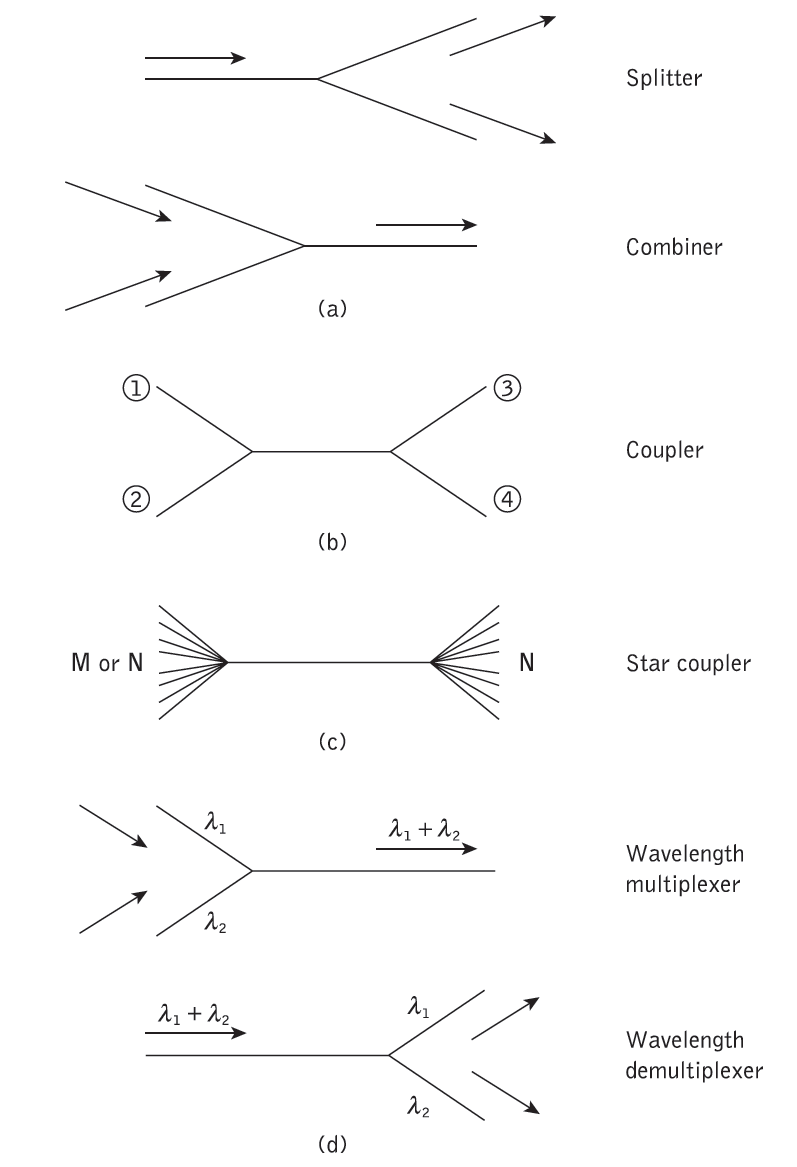 Splitter
Combiner
(a)
① ③
Coupler
② ④
(b)
M or N N Star coupler
(c)
λ₁
λ₁ + λ₂
Wavelength
multiplexer
λ₂
λ₁ + λ₂
λ₁
Wavelength
demultiplexer
λ₂
(d)